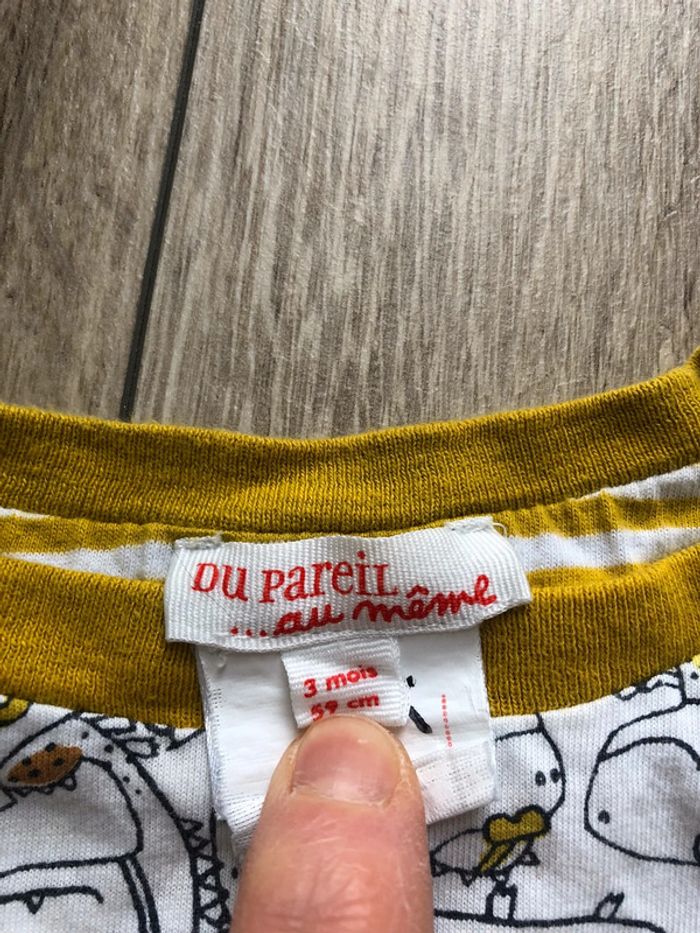 DU PAREIL
...au même
3 mois
59 cm